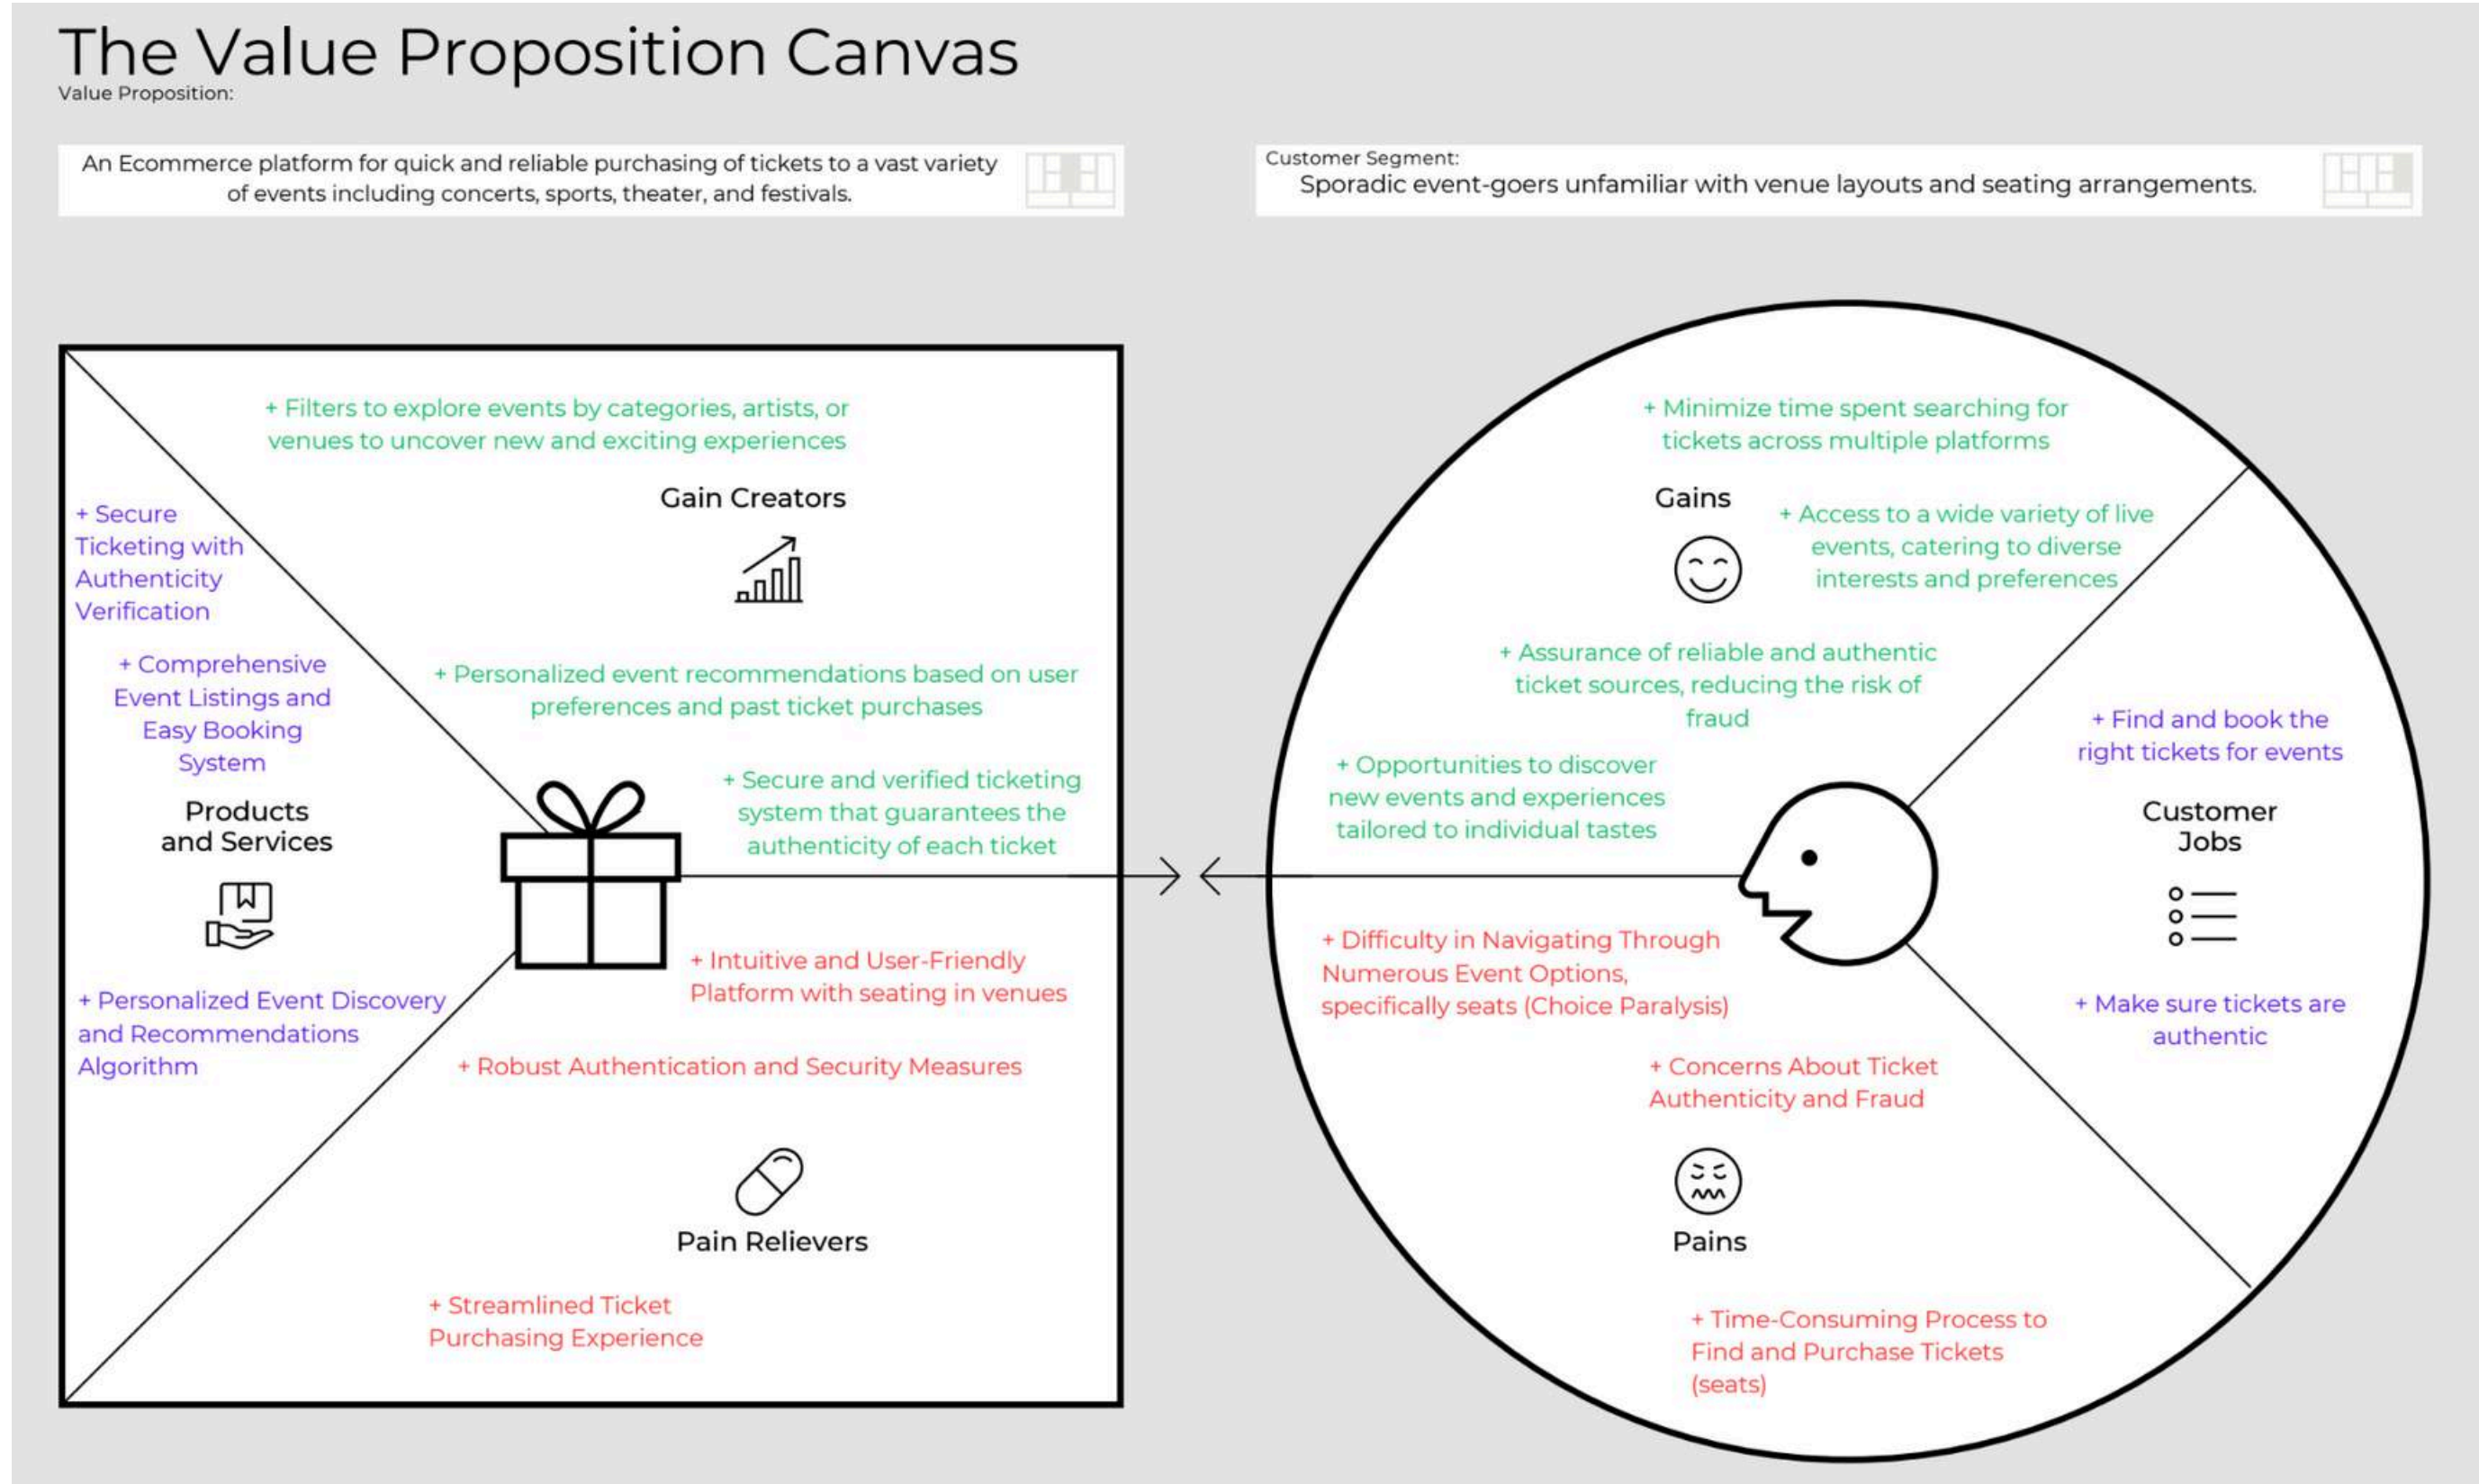 The Value Proposition Canvas
Value Proposition:
An Ecommerce platform for quick and reliable purchasing of tickets to a vast variety
of events including concerts, sports, theater, and festivals.
Customer Segment:
Sporadic event-goers unfamiliar with venue layouts and seating arrangements.
+ Filters to explore events by categories, artists, or
venues to uncover new and exciting experiences
Gain Creators
+ Personalized event recommendations based on user
preferences and past ticket purchases
+ Secure and verified ticketing
system that guarantees the
authenticity of each ticket
+ Secure
Ticketing with
Authenticity
Verification
+ Comprehensive
Event Listings and
Easy Booking
System
Products
and Services
+ Personalized Event Discovery
and Recommendations
Algorithm
+ Intuitive and User-Friendly
Platform with seating in venues
+ Robust Authentication and Security Measures
Pain Relievers
+ Streamlined Ticket
Purchasing Experience
+ Minimize time spent searching for
tickets across multiple platforms
Gains
+ Access to a wide variety of live
events, catering to diverse
interests and preferences
+ Assurance of reliable and authentic
ticket sources, reducing the risk of
fraud
+ Opportunities to discover
new events and experiences
tailored to individual tastes
+ Find and book the
right tickets for events
Customer
Jobs
+ Make sure tickets are
authentic
+ Difficulty in Navigating Through
Numerous Event Options,
specifically seats (Choice Paralysis)
+ Concerns About Ticket
Authenticity and Fraud
Pains
+ Time-Consuming Process to
Find and Purchase Tickets
(seats)